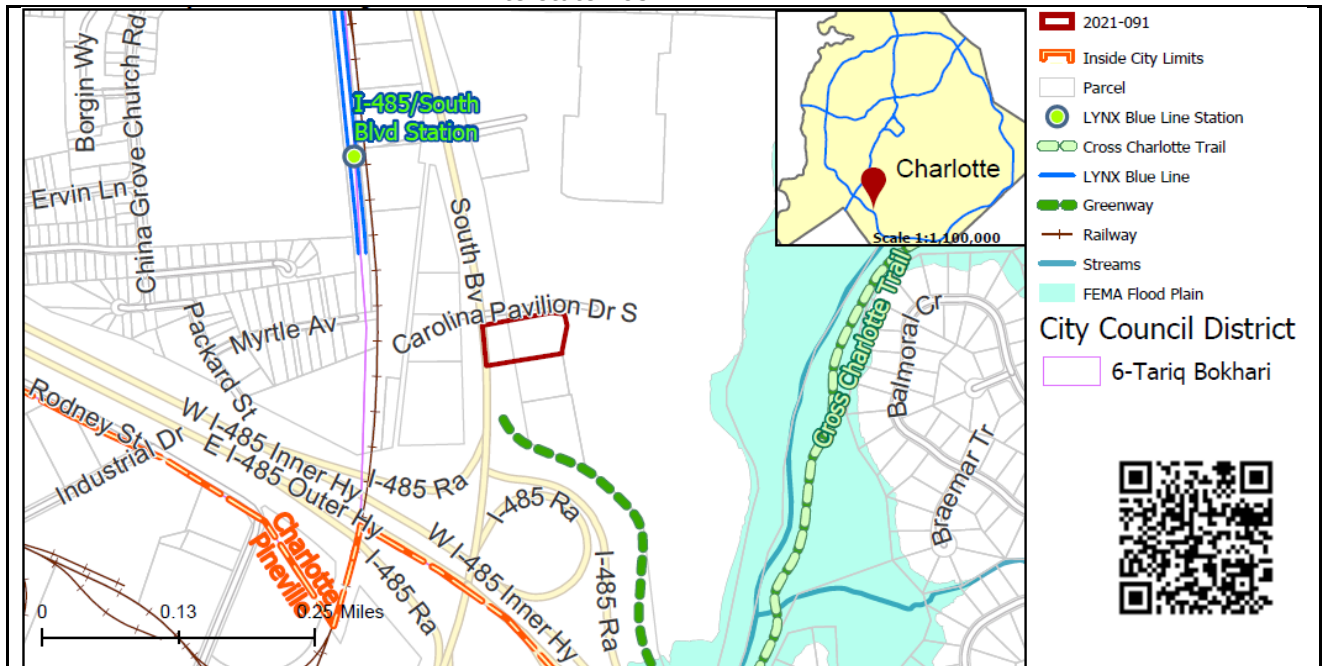 Borgin Wy
China Grove Church Rd
I-485/South
Blvd Station
Ervin Ln
South Bv
Carolina Pavilion Dr S
Myrtle Av
Packard St
Rodney St
Industrial Dr
W I-485 Inner Hy
E I-485 Outer Hy
I-485 Ra
I-485 Ra
W I-485 Inner Hy
I-485 Ra
I-485 Ra
Charlotte
Pineville
0
0.13
0.25 Miles
Charlotte
Scale 1:1,100,000
Cross Charlotte Trail
Balmoral Cr
Braemar Tr
2021-091
Inside City Limits
Parcel
LYNX Blue Line Station
Cross Charlotte Trail
LYNX Blue Line
Greenway
Railway
Streams
FEMA Flood Plain
City Council District
6-Tariq Bokhari